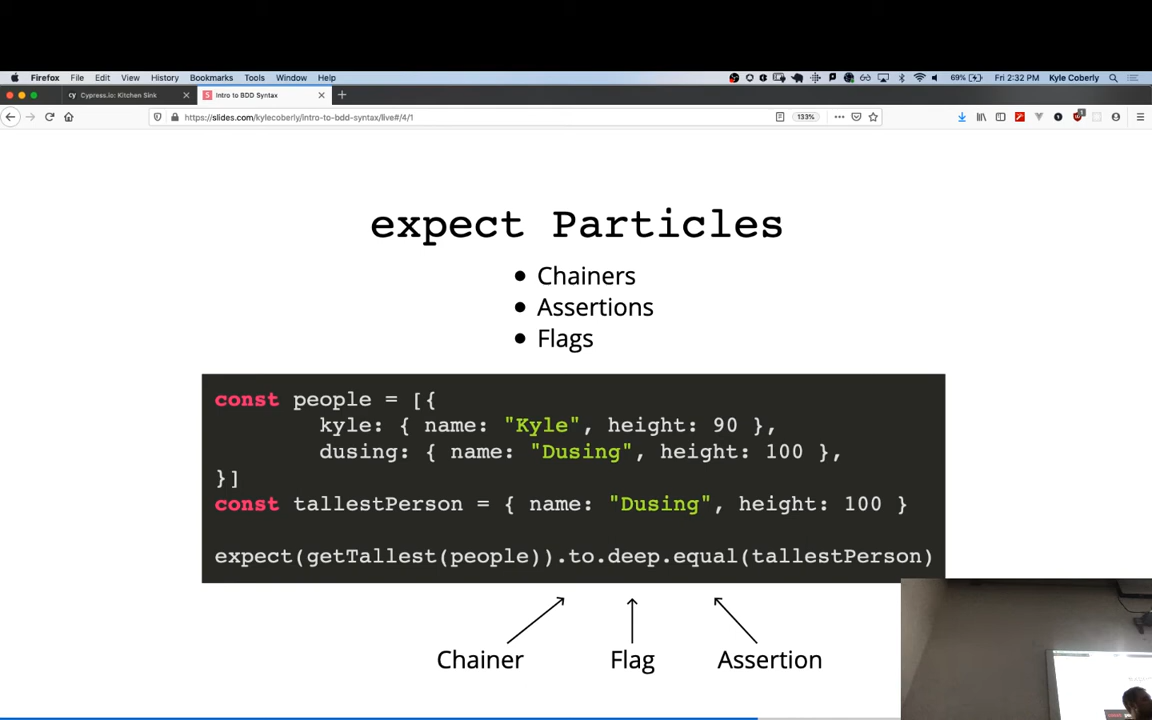 Firefox File Edit View History Bookmarks Tools Window Help 69% Fri 2:32 PM Kyle Coberly
cy Cypress.io: Kitchen Sink S Intro to BDD Syntax
https://slides.com/kylecoberly/intro-to-bdd-syntax/live#/4/1 133%
expect Particles
• Chainers
• Assertions
• Flags
const people = [{
kyle: { name: "Kyle", height: 90 },
dusing: { name: "Dusing", height: 100 },
}]
const tallestPerson = { name: "Dusing", height: 100 }
expect(getTallest(people)).to.deep.equal(tallestPerson)
Chainer Flag Assertion